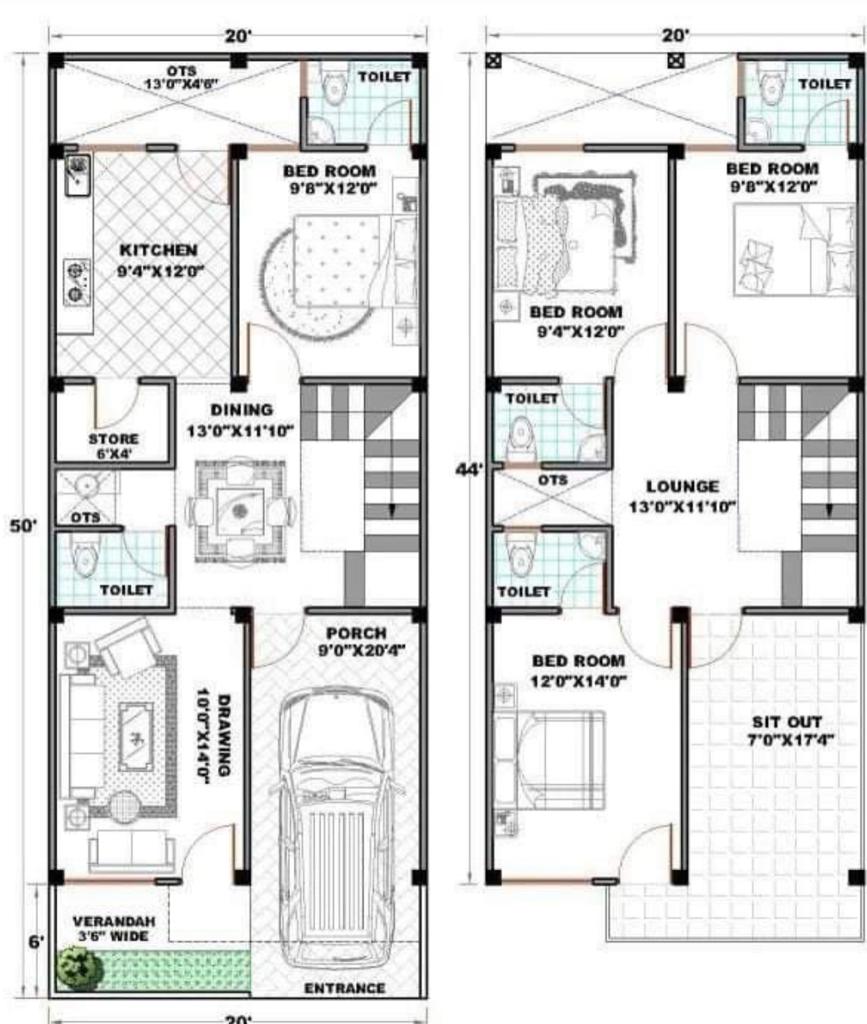 20'
OTS
13'0"X4'6"
TOILET
BED ROOM
9'8"X12'0"
KITCHEN
9'4"X12'0"
DINING
13'0"X11'10"
STORE
6'X4'
OTS
TOILET
50'
PORCH
9'0"X20'4"
DRAWING
10'0"X14'0"
VERANDAH
3'6" WIDE
6'
ENTRANCE
20'
20'
TOILET
BED ROOM
9'8"X12'0"
BED ROOM
9'4"X12'0"
TOILET
OTS
44'
LOUNGE
13'0"X11'10"
TOILET
BED ROOM
12'0"X14'0"
SIT OUT
7'0"X17'4"